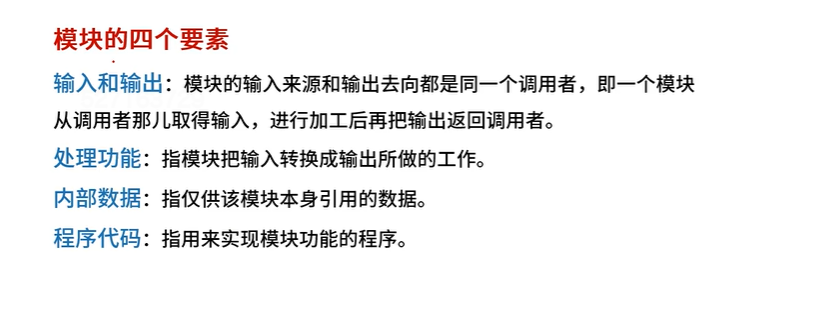 模块的四个要素
输入和输出：模块的输入来源和输出去向都是同一个调用者，即一个模块
从调用者那儿取得输入，进行加工后再把输出返回调用者。
处理功能：指模块把输入转换成输出所做的工作。
内部数据：指仅供该模块本身引用的数据。
程序代码：指用来实现模块功能的程序。